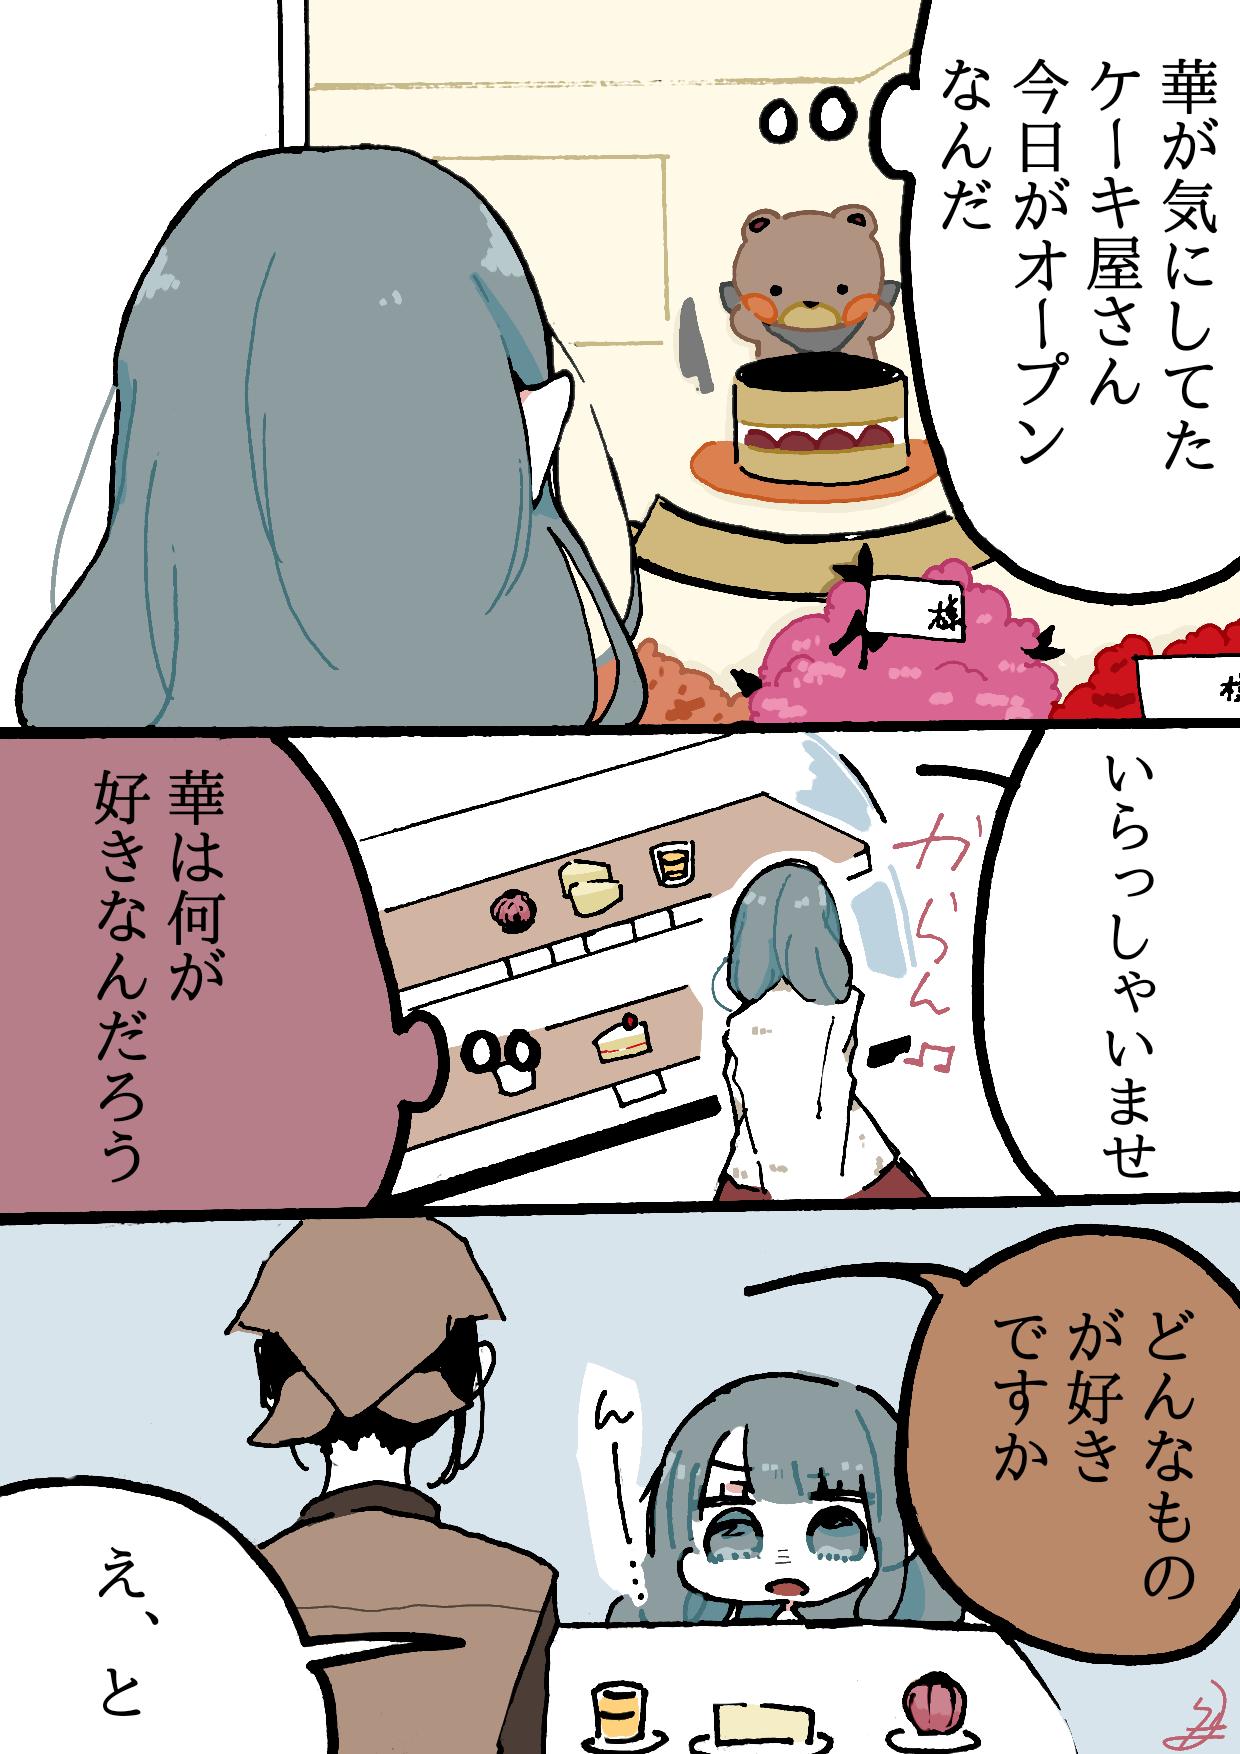 華が気にしてた
ケーキ屋さん
今日がオープン
なんだ
様
いらっしゃいませ
からん♫
華は何が
好きなんだろう
どんなもの
が好き
ですか
ん ー …
え、と